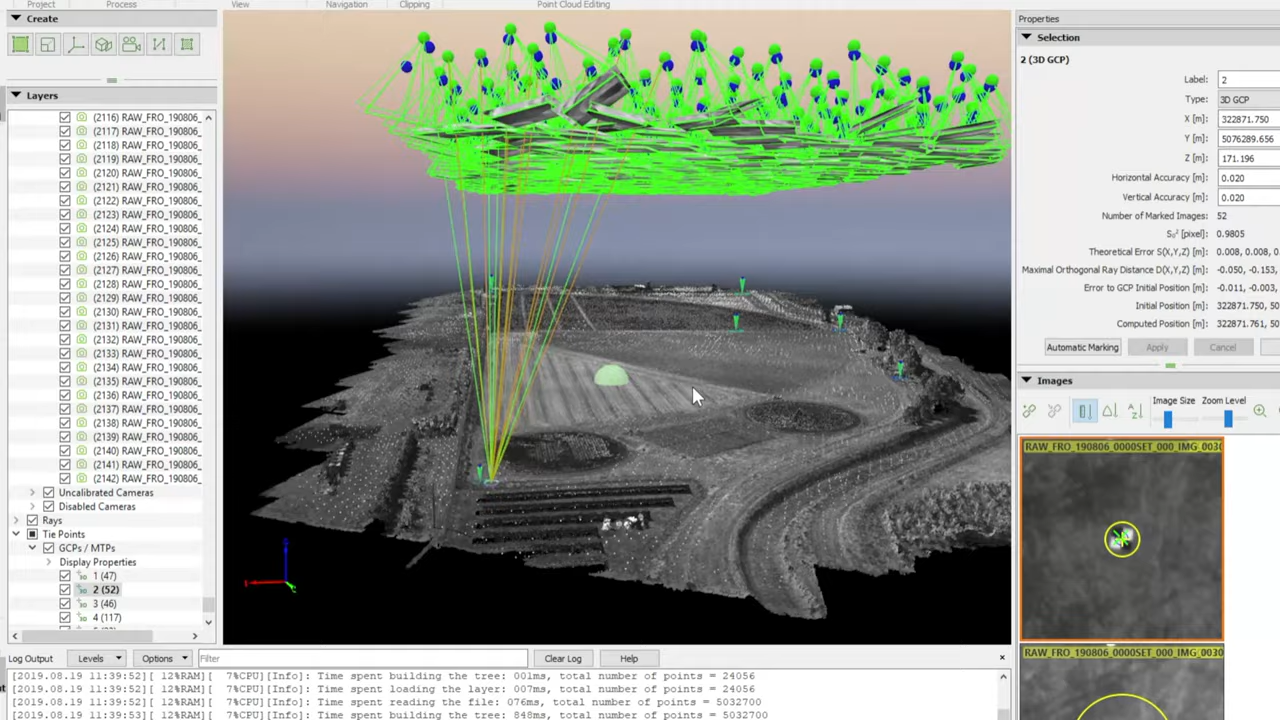 Project
Process
View
Navigation
Clipping
Point Cloud Editing
Create
Layers
(2116) RAW_FRO_190806_
(2117) RAW_FRO_190806_
(2118) RAW_FRO_190806_
(2119) RAW_FRO_190806_
(2120) RAW_FRO_190806_
(2121) RAW_FRO_190806_
(2122) RAW_FRO_190806_
(2123) RAW_FRO_190806_
(2124) RAW_FRO_190806_
(2125) RAW_FRO_190806_
(2126) RAW_FRO_190806_
(2127) RAW_FRO_190806_
(2128) RAW_FRO_190806_
(2129) RAW_FRO_190806_
(2130) RAW_FRO_190806_
(2131) RAW_FRO_190806_
(2132) RAW_FRO_190806_
(2133) RAW_FRO_190806_
(2134) RAW_FRO_190806_
(2135) RAW_FRO_190806_
(2136) RAW_FRO_190806_
(2137) RAW_FRO_190806_
(2138) RAW_FRO_190806_
(2139) RAW_FRO_190806_
(2140) RAW_FRO_190806_
(2141) RAW_FRO_190806_
(2142) RAW_FRO_190806_
Uncalibrated Cameras
Disabled Cameras
Rays
Tie Points
GCPs / MTPs
Display Properties
1 (47)
2 (52)
3 (46)
4 (117)
Properties
Selection
2 (3D GCP)
Label: 2
Type: 3D GCP
X [m]: 322871.750
Y [m]: 5076289.656
Z [m]: 171.196
Horizontal Accuracy [m]: 0.020
Vertical Accuracy [m]: 0.020
Number of Marked Images: 52
S₀² [pixel]: 0.9805
Theoretical Error S(X,Y,Z) [m]: 0.008, 0.008, 0.
Maximal Orthogonal Ray Distance D(X,Y,Z) [m]: -0.050, -0.153,
Error to GCP Initial Position [m]: -0.011, -0.003,
Initial Position [m]: 322871.750, 50
Computed Position [m]: 322871.761, 50
Automatic Marking
Apply
Cancel
Images
Image Size
Zoom Level
RAW_FRO_190806_0000SET_000_IMG_0030
RAW_FRO_190806_0000SET_000_IMG_003
Log Output
Levels
Options
Filter
Clear Log
Help
[2019.08.19 11:39:52][ 12%RAM][ 7%CPU][Info]: Time spent building the tree: 001ms, total number of points = 24056
[2019.08.19 11:39:52][ 12%RAM][ 7%CPU][Info]: Time spent loading the layer: 007ms, total number of points = 24056
[2019.08.19 11:39:52][ 12%RAM][ 7%CPU][Info]: Time spent reading the file: 076ms, total number of points = 5032700
[2019.08.19 11:39:53][ 12%RAM][ 7%CPU][Info]: Time spent building the tree: 848ms, total number of points = 5032700